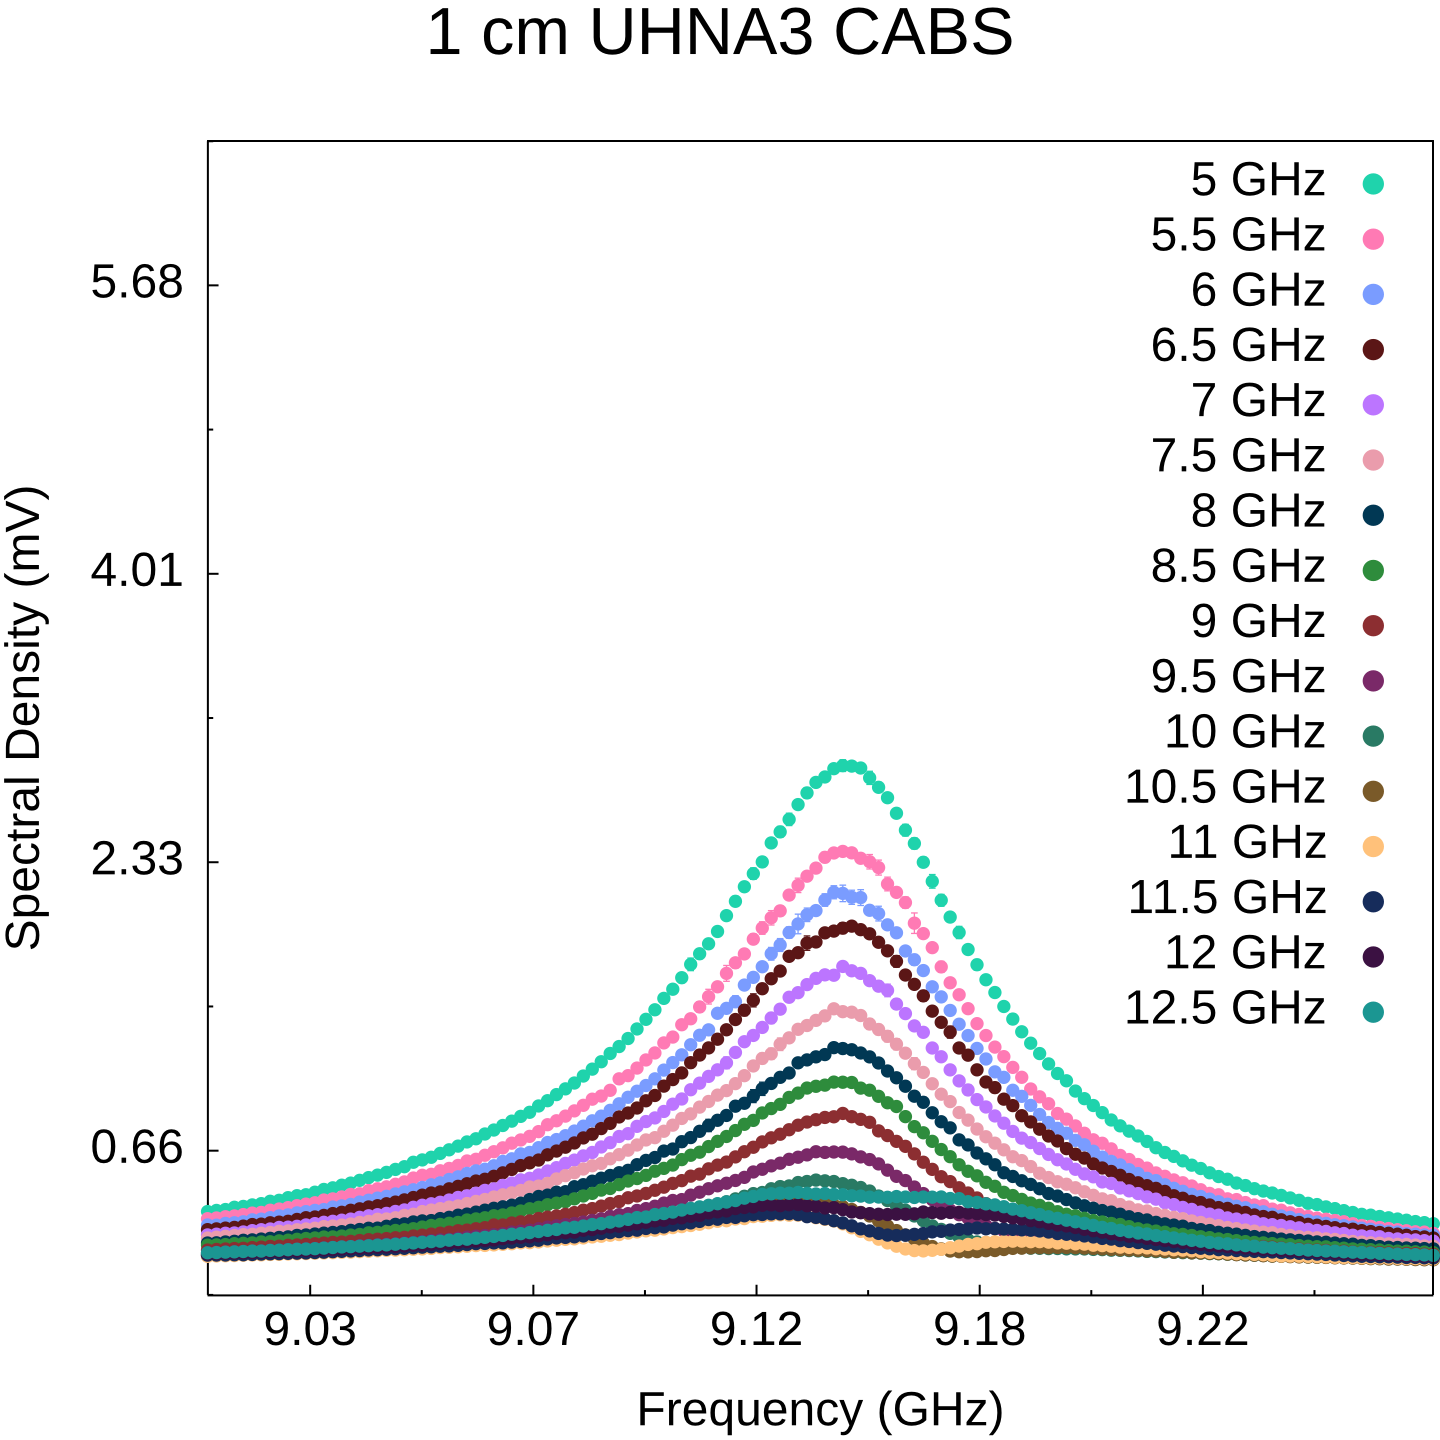 1 cm UHNA3 CABS
5 GHz
5.5 GHz
6 GHz
6.5 GHz
7 GHz
7.5 GHz
8 GHz
8.5 GHz
9 GHz
9.5 GHz
10 GHz
10.5 GHz
11 GHz
11.5 GHz
12 GHz
12.5 GHz
5.68
4.01
2.33
0.66
Spectral Density (mV)
9.03 9.07 9.12 9.18 9.22
Frequency (GHz)